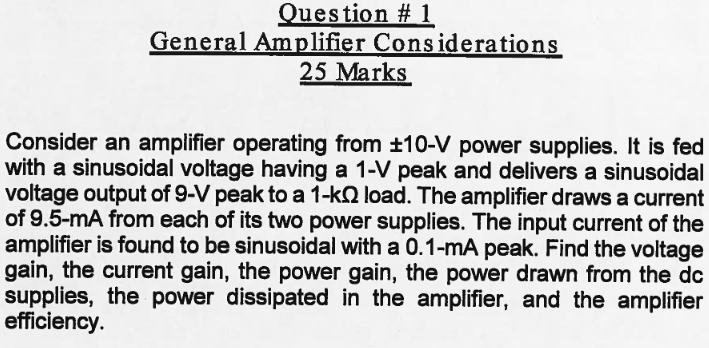 Question # 1
General Amplifier Considerations
25 Marks
Consider an amplifier operating from ±10-V power supplies. It is fed
with a sinusoidal voltage having a 1-V peak and delivers a sinusoidal
voltage output of 9-V peak to a 1-kΩ load. The amplifier draws a current
of 9.5-mA from each of its two power supplies. The input current of the
amplifier is found to be sinusoidal with a 0.1-mA peak. Find the voltage
gain, the current gain, the power gain, the power drawn from the dc
supplies, the power dissipated in the amplifier, and the amplifier
efficiency.